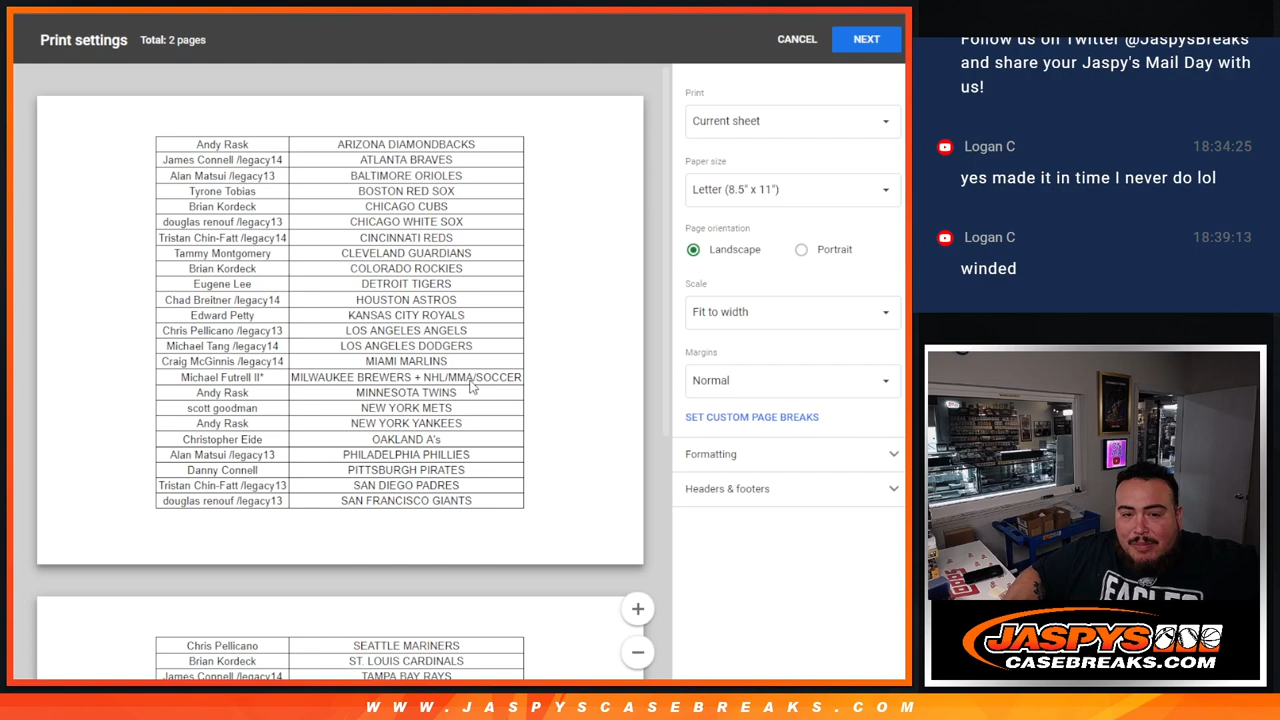 Print settings
Total: 2 pages
CANCEL
NEXT
Andy Rask ARIZONA DIAMONDBACKS
James Connell /legacy14 ATLANTA BRAVES
Alan Matsui /legacy13 BALTIMORE ORIOLES
Tyrone Tobias BOSTON RED SOX
Brian Kordeck CHICAGO CUBS
douglas renouf /legacy13 CHICAGO WHITE SOX
Tristan Chin-Fatt /legacy14 CINCINNATI REDS
Tammy Montgomery CLEVELAND GUARDIANS
Brian Kordeck COLORADO ROCKIES
Eugene Lee DETROIT TIGERS
Chad Breitner /legacy14 HOUSTON ASTROS
Edward Petty KANSAS CITY ROYALS
Chris Pellicano /legacy13 LOS ANGELES ANGELS
Michael Tang /legacy14 LOS ANGELES DODGERS
Craig McGinnis /legacy14 MIAMI MARLINS
Michael Futrell II* MILWAUKEE BREWERS + NHL/MMA/SOCCER
Andy Rask MINNESOTA TWINS
scott goodman NEW YORK METS
Andy Rask NEW YORK YANKEES
Christopher Eide OAKLAND A's
Alan Matsui /legacy13 PHILADELPHIA PHILLIES
Danny Connell PITTSBURGH PIRATES
Tristan Chin-Fatt /legacy14 SAN DIEGO PADRES
douglas renouf /legacy13 SAN FRANCISCO GIANTS
Chris Pellicano SEATTLE MARINERS
Brian Kordeck ST. LOUIS CARDINALS
James Connell /legacy14 TAMPA BAY RAYS
Print
Current sheet
Paper size
Letter (8.5" x 11")
Page orientation
Landscape
Portrait
Scale
Fit to width
Margins
Normal
SET CUSTOM PAGE BREAKS
Formatting
Headers & footers
Follow us on Twitter @JaspysBreaks
and share your Jaspy's Mail Day with
us!
Logan C 18:34:25
yes made it in time I never do lol
Logan C 18:39:13
winded
EAGLES
JASPYS
CASEBREAKS.COM
WWW.JASPYSCASEBREAKS.COM